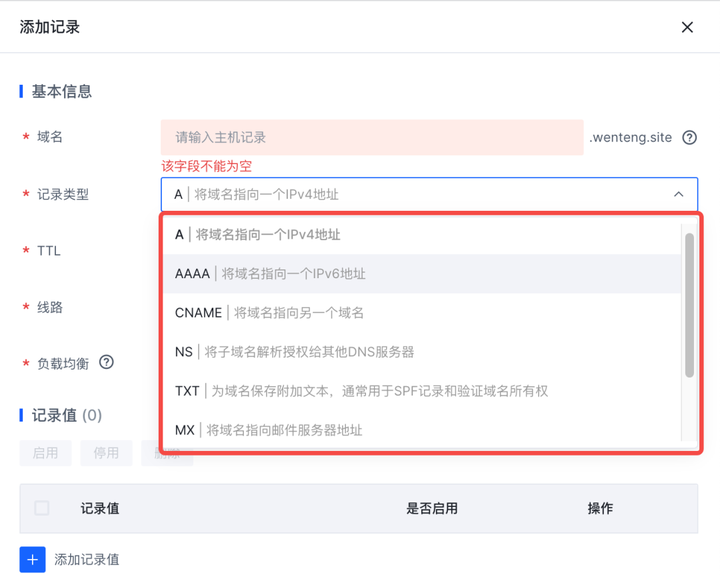 添加记录
基本信息
* 域名 请输入主机记录 .wenteng.site
该字段不能为空
* 记录类型 A | 将域名指向一个IPv4地址
A | 将域名指向一个IPv4地址
* TTL
AAAA | 将域名指向一个IPv6地址
* 线路
CNAME | 将域名指向另一个域名
NS | 将子域名解析授权给其他DNS服务器
* 负载均衡
TXT | 为域名保存附加文本，通常用于SPF记录和验证域名所有权
记录值 (0)
MX | 将域名指向邮件服务器地址
启用 停用 删除
记录值 是否启用 操作
+ 添加记录值